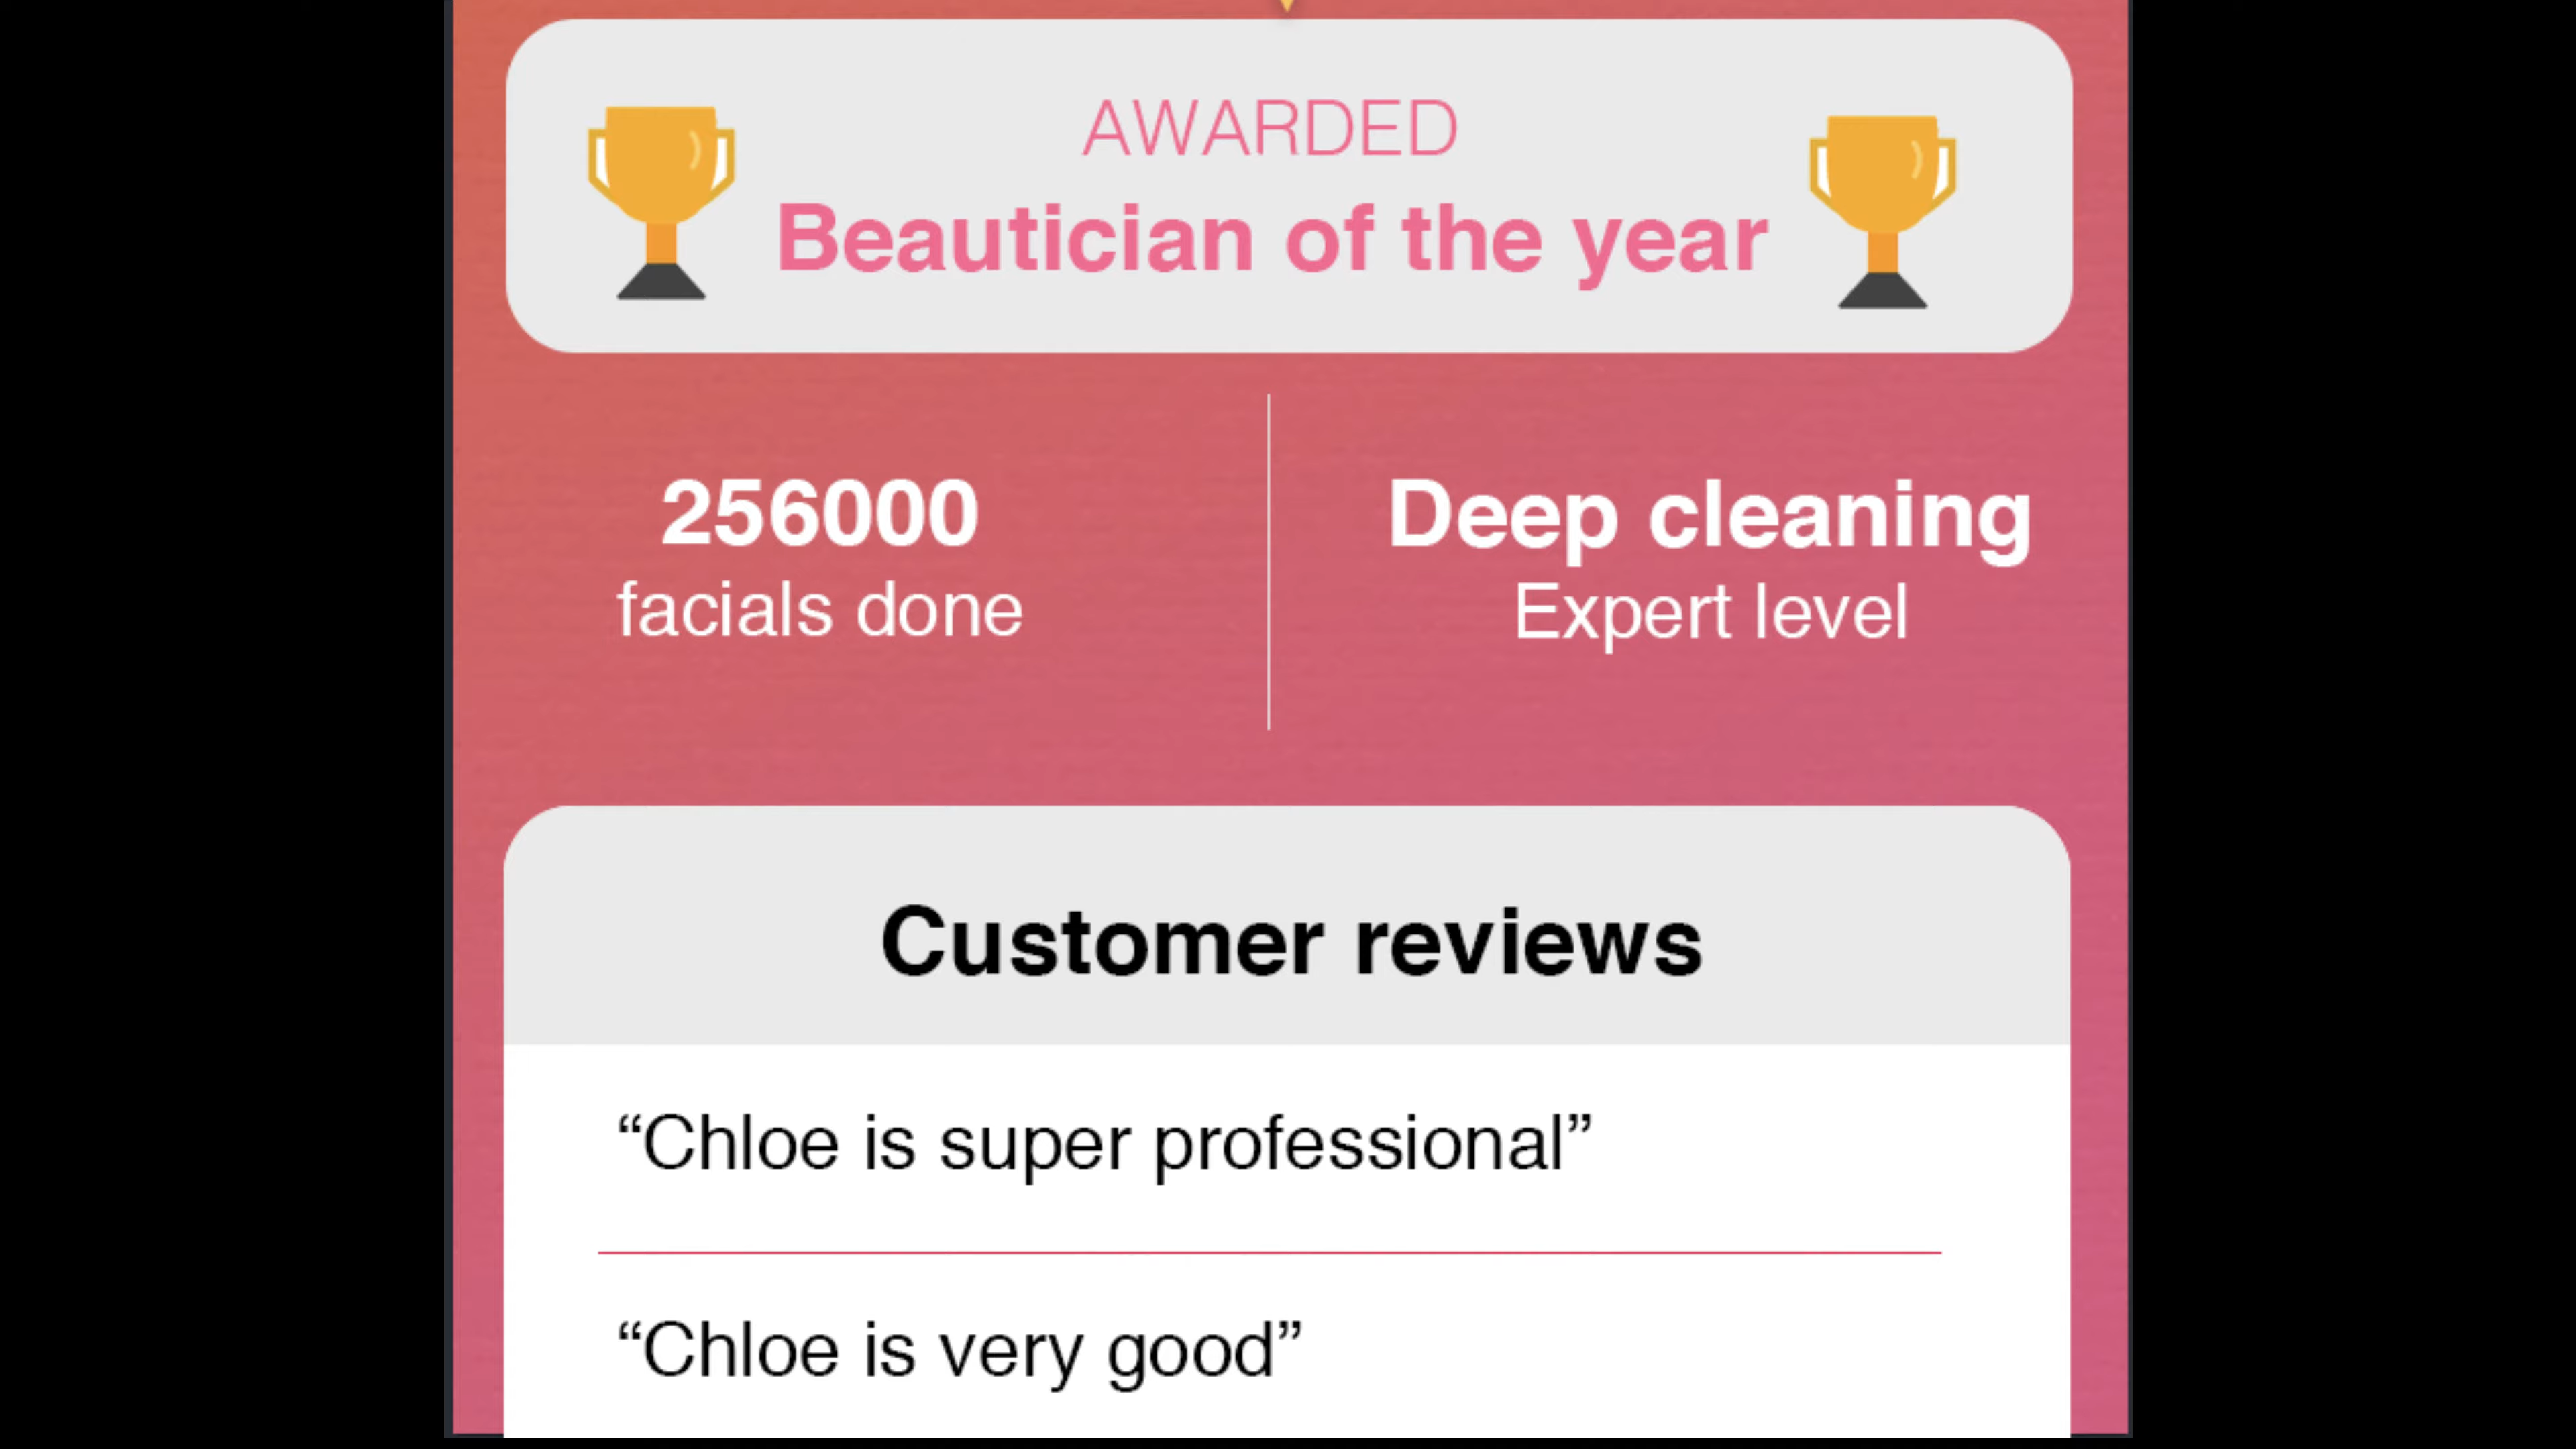 AWARDED
Beautician of the year
256000
facials done
Deep cleaning
Expert level
Customer reviews
“Chloe is super professional”
“Chloe is very good”